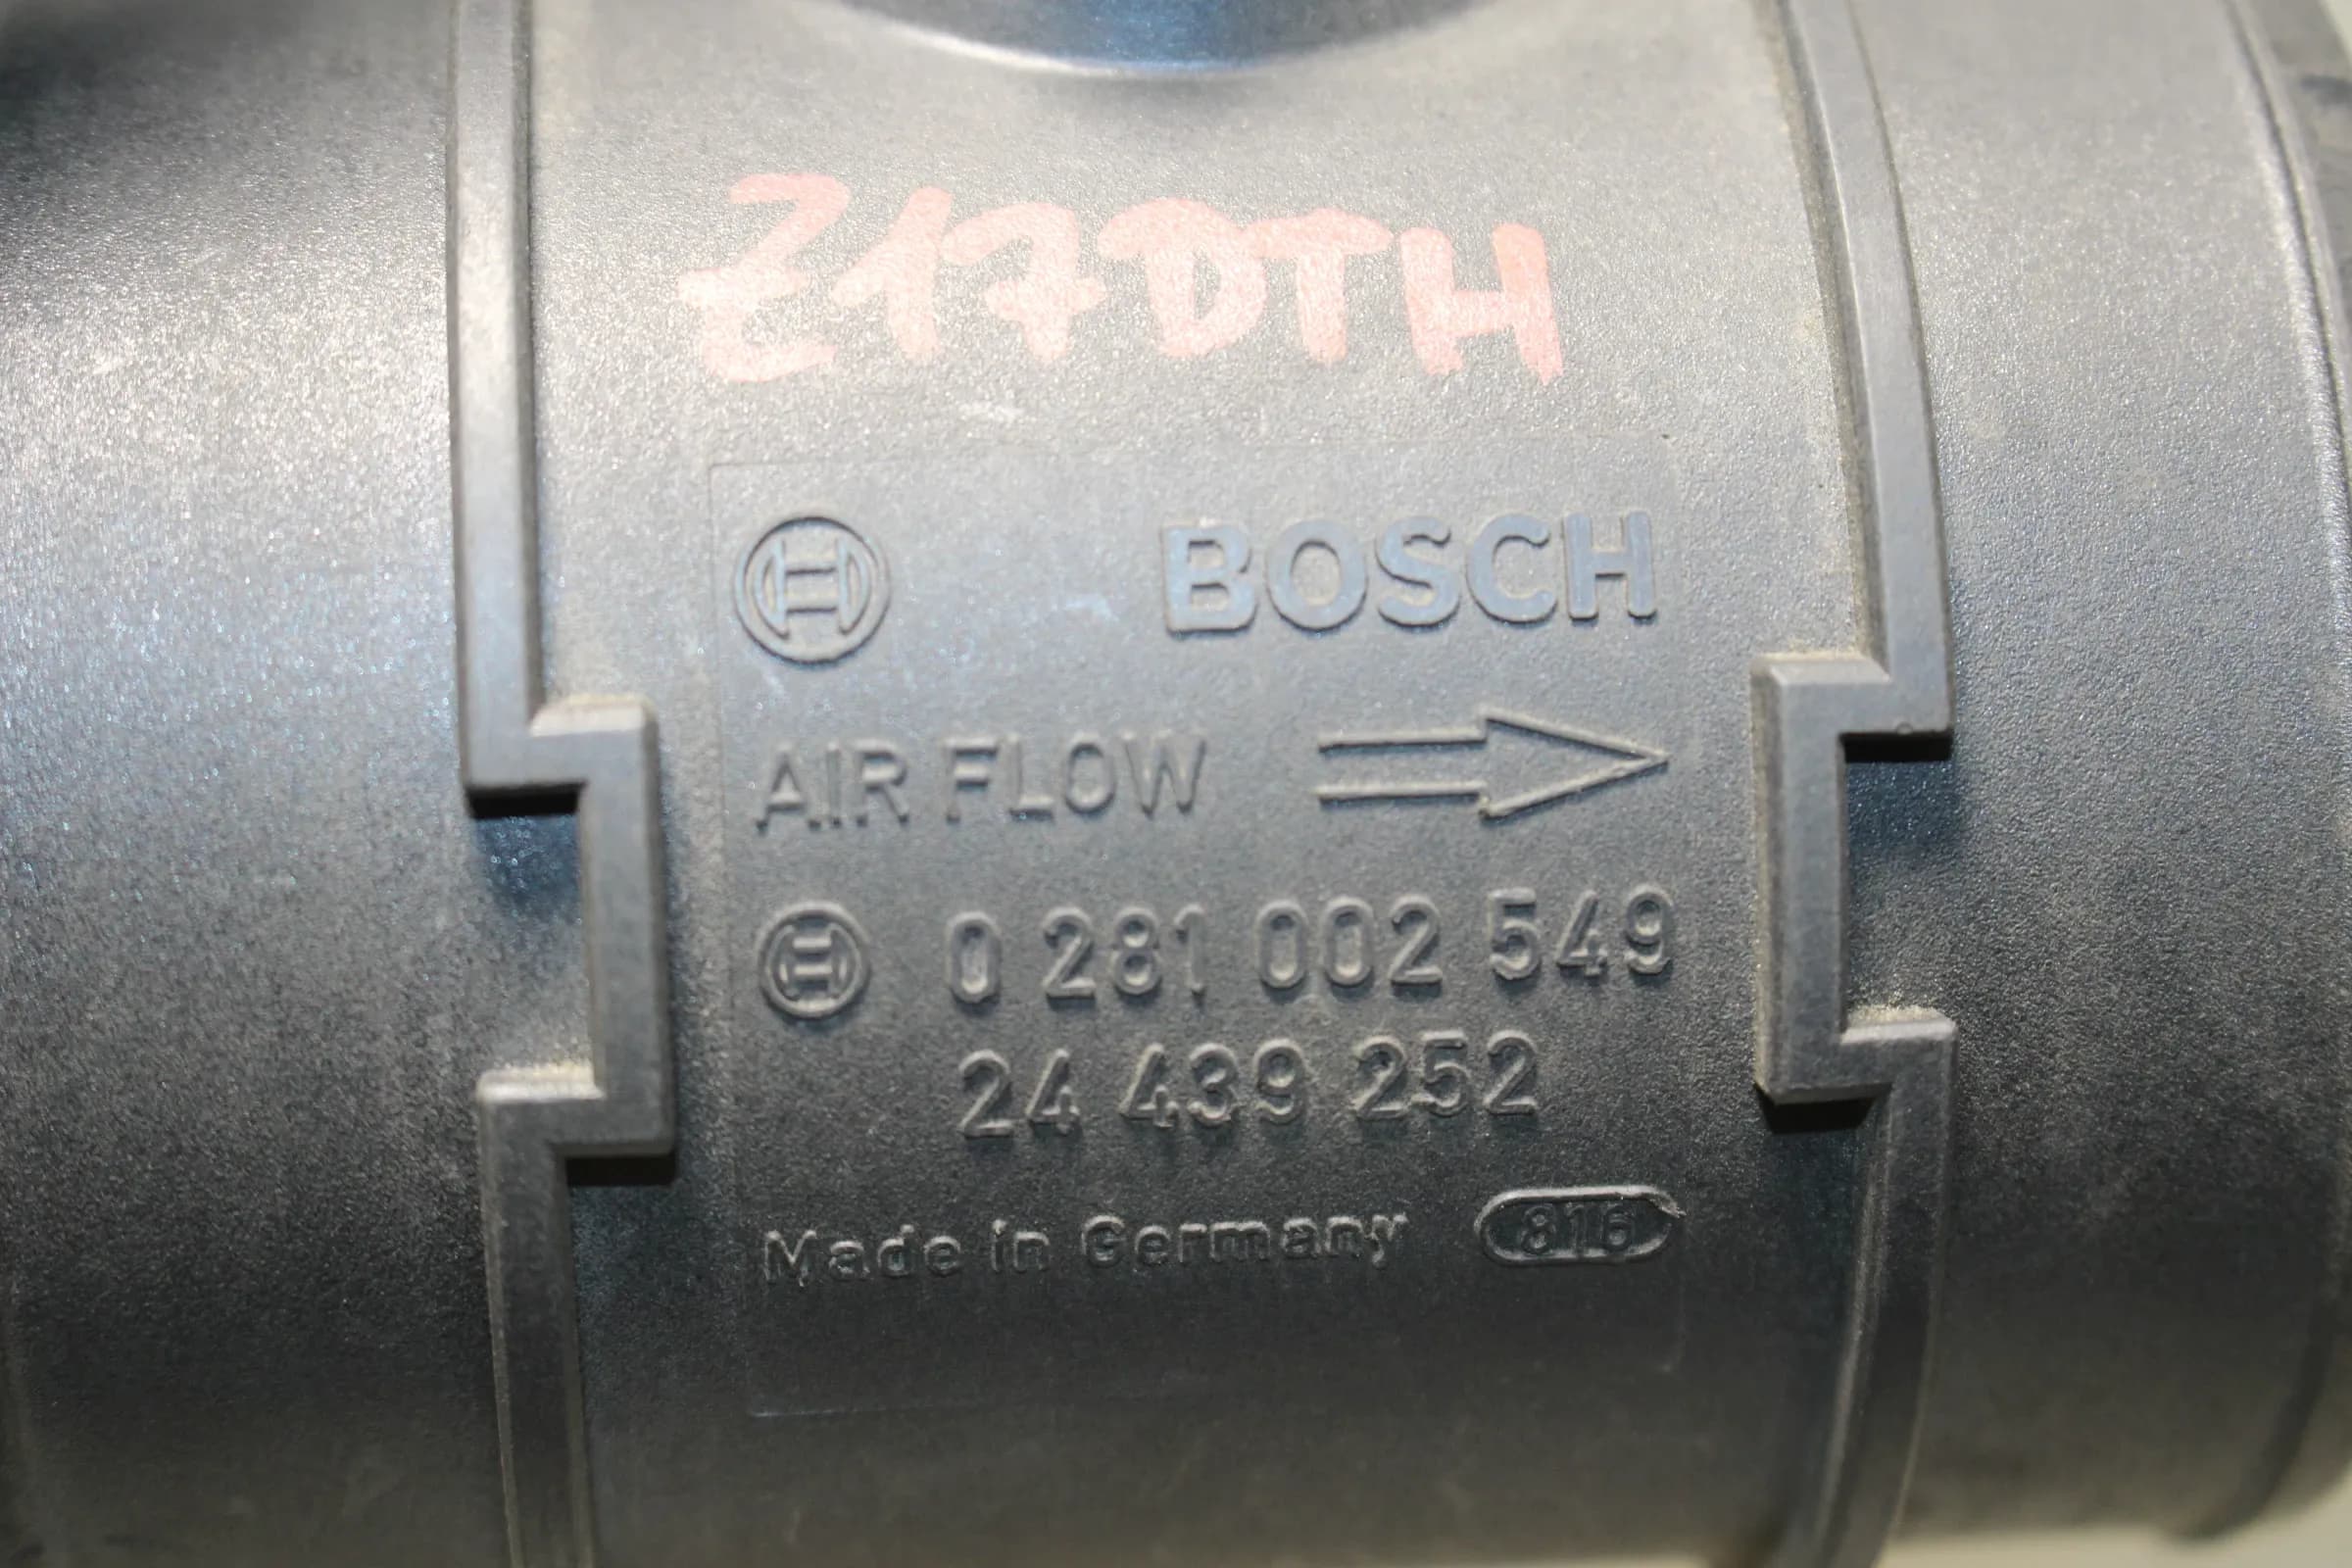 Z17DTH
BOSCH
AIR FLOW
0 281 002 549
24 439 252
Made in Germany 816